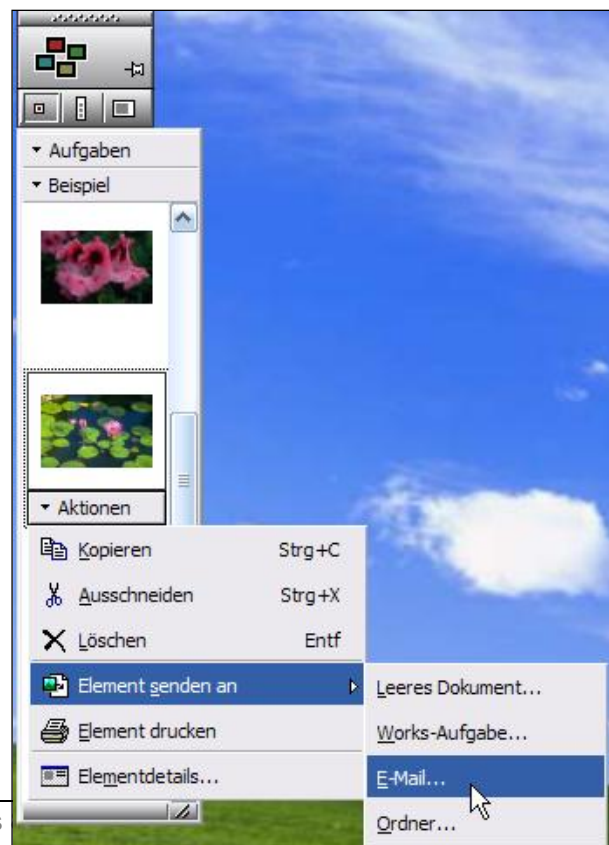 Aufgaben
Beispiel
Aktionen
Kopieren Strg+C
Ausschneiden Strg+X
Löschen Entf
Element senden an
Element drucken
Elementdetails...
Leeres Dokument...
Works-Aufgabe...
E-Mail...
Ordner...